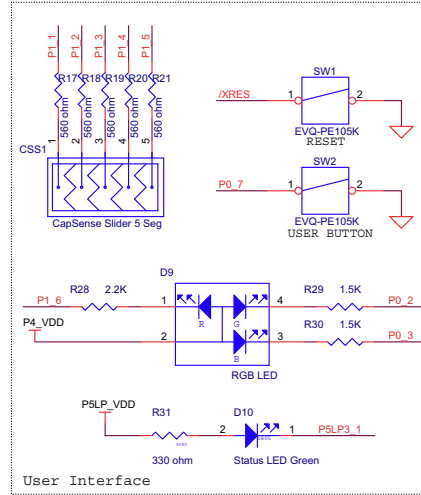 P1_1 P1_2 P1_3 P1_4 P1_5
R17 R18 R19 R20 R21
560 ohm 560 ohm 560 ohm 560 ohm 560 ohm
1 2 3 4 5
CSS1
CapSense Slider 5 Seg
SW1
/XRES 1 2
EVQ-PE105K
RESET
SW2
P0_7 1 2
EVQ-PE105K
USER BUTTON
D9
R28 2.2K
P1_6 1 R G 4
R29 1.5K
P0_2
P4_VDD 2 B 3
R30 1.5K
P0_3
RGB LED
P5LP_VDD
R31 D10
2 1 P5LP3_1
330 ohm Status LED Green
User Interface